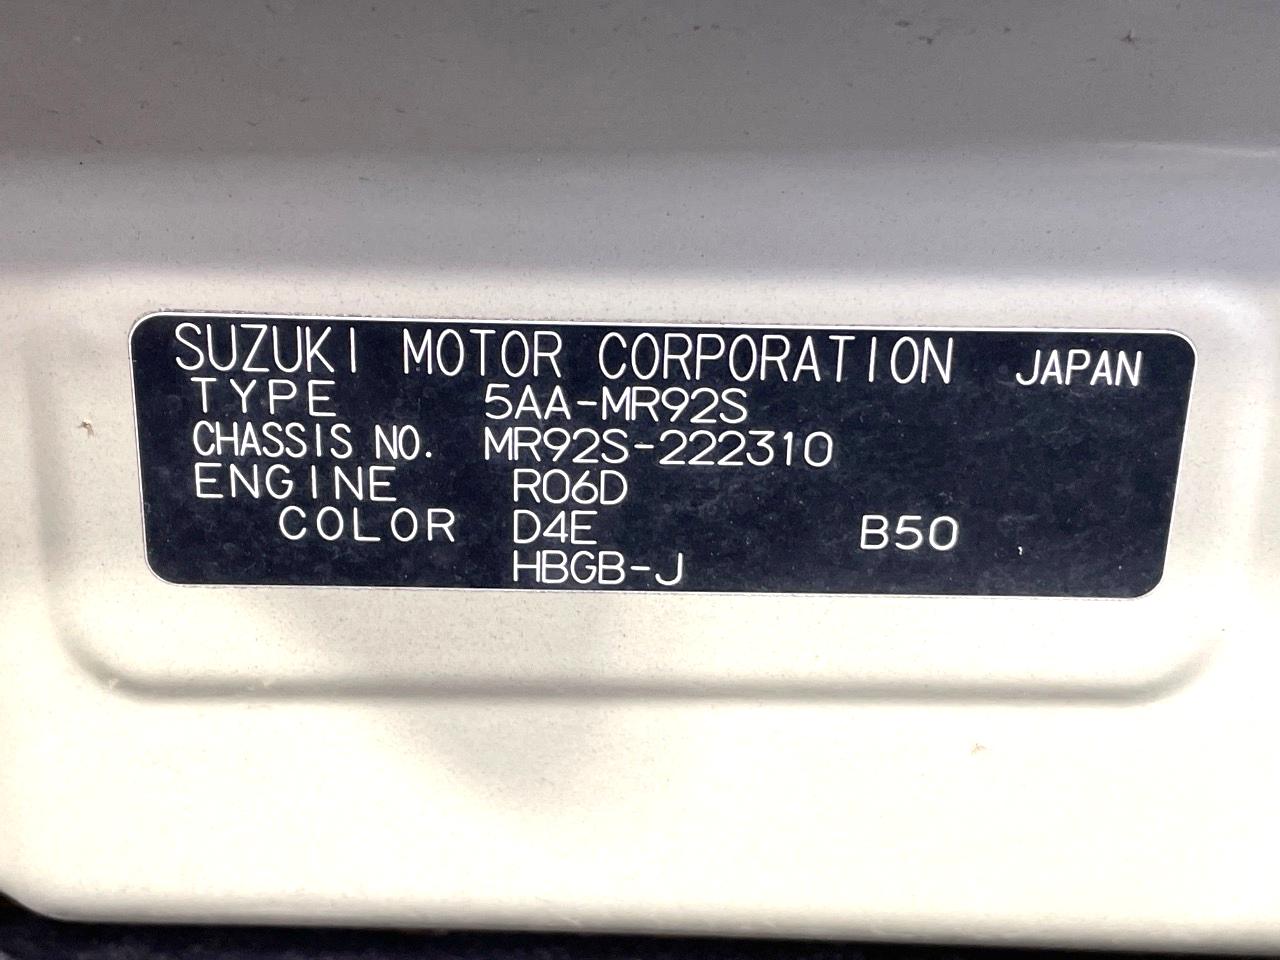 SUZUKI MOTOR CORPORATION JAPAN
TYPE 5AA-MR92S
CHASSIS NO. MR92S-222310
ENGINE R06D
COLOR D4E B50
HBGB-J